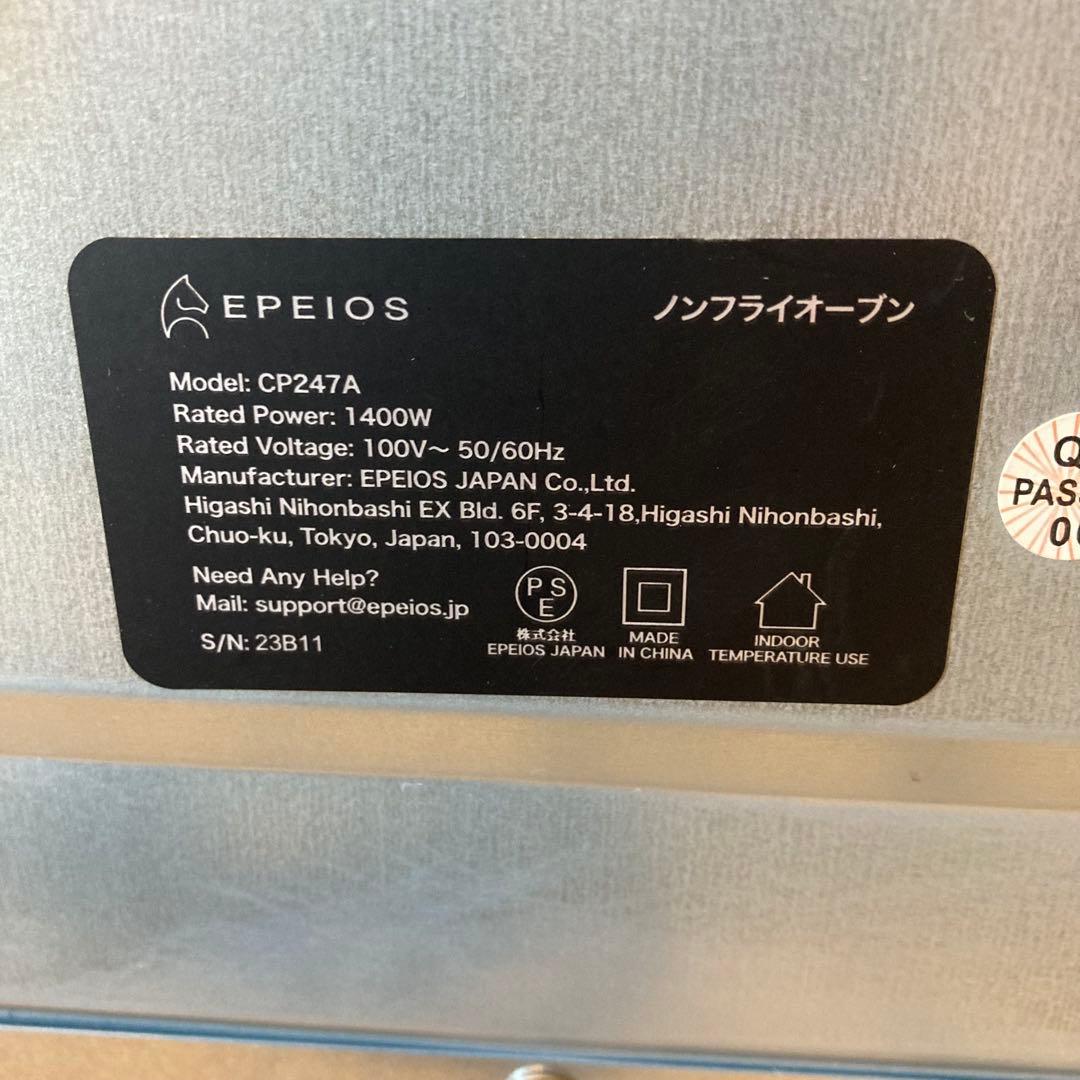 EPEIOS
ノンフライオーブン
Model: CP247A
Rated Power: 1400W
Rated Voltage: 100V～ 50/60Hz
Manufacturer: EPEIOS JAPAN Co.,Ltd.
Higashi Nihonbashi EX Bld. 6F, 3-4-18,Higashi Nihonbashi,
Chuo-ku, Tokyo, Japan, 103-0004
Need Any Help?
Mail: support@epeios.jp
S/N: 23B11
PSE
株式会社
EPEIOS JAPAN
MADE
IN CHINA
INDOOR
TEMPERATURE USE